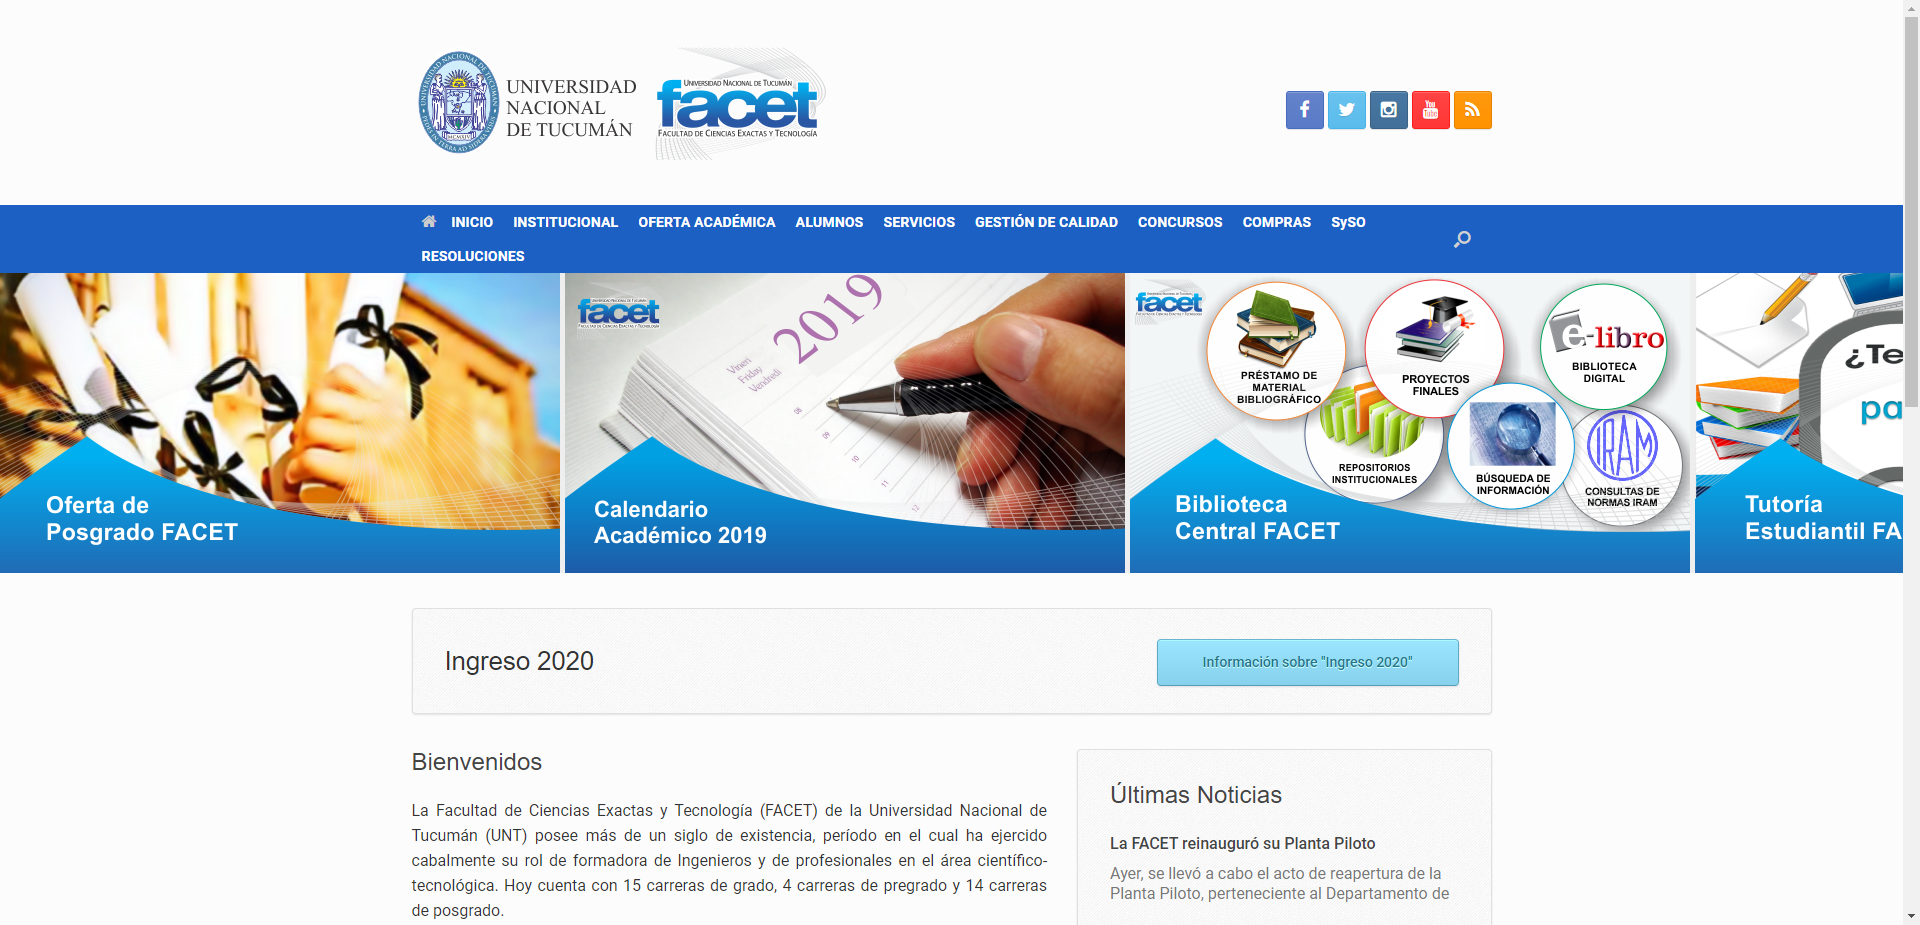 UNIVERSIDAD
NACIONAL
DE TUCUMÁN
UNIVERSIDAD NACIONAL DE TUCUMÁN
facet
FACULTAD DE CIENCIAS EXACTAS Y TECNOLOGÍA
INICIO INSTITUCIONAL OFERTA ACADÉMICA ALUMNOS SERVICIOS GESTIÓN DE CALIDAD CONCURSOS COMPRAS SySO
RESOLUCIONES
Oferta de
Posgrado FACET
facet
2019
Vinen
Friday
Vendredi
08
09
10
11
12
Calendario
Académico 2019
facet
PRÉSTAMO DE
MATERIAL
BIBLIOGRÁFICO
PROYECTOS
FINALES
e-libro
BIBLIOTECA
DIGITAL
REPOSITORIOS
INSTITUCIONALES
BÚSQUEDA DE
INFORMACIÓN
IRAM
CONSULTAS DE
NORMAS IRAM
Biblioteca
Central FACET
¿Te
pa
Tutoría
Estudiantil FA
Ingreso 2020
Información sobre "Ingreso 2020"
Bienvenidos
La Facultad de Ciencias Exactas y Tecnología (FACET) de la Universidad Nacional de
Tucumán (UNT) posee más de un siglo de existencia, período en el cual ha ejercido
cabalmente su rol de formadora de Ingenieros y de profesionales en el área científico-
tecnológica. Hoy cuenta con 15 carreras de grado, 4 carreras de pregrado y 14 carreras
de posgrado.
Últimas Noticias
La FACET reinauguró su Planta Piloto
Ayer, se llevó a cabo el acto de reapertura de la
Planta Piloto, perteneciente al Departamento de